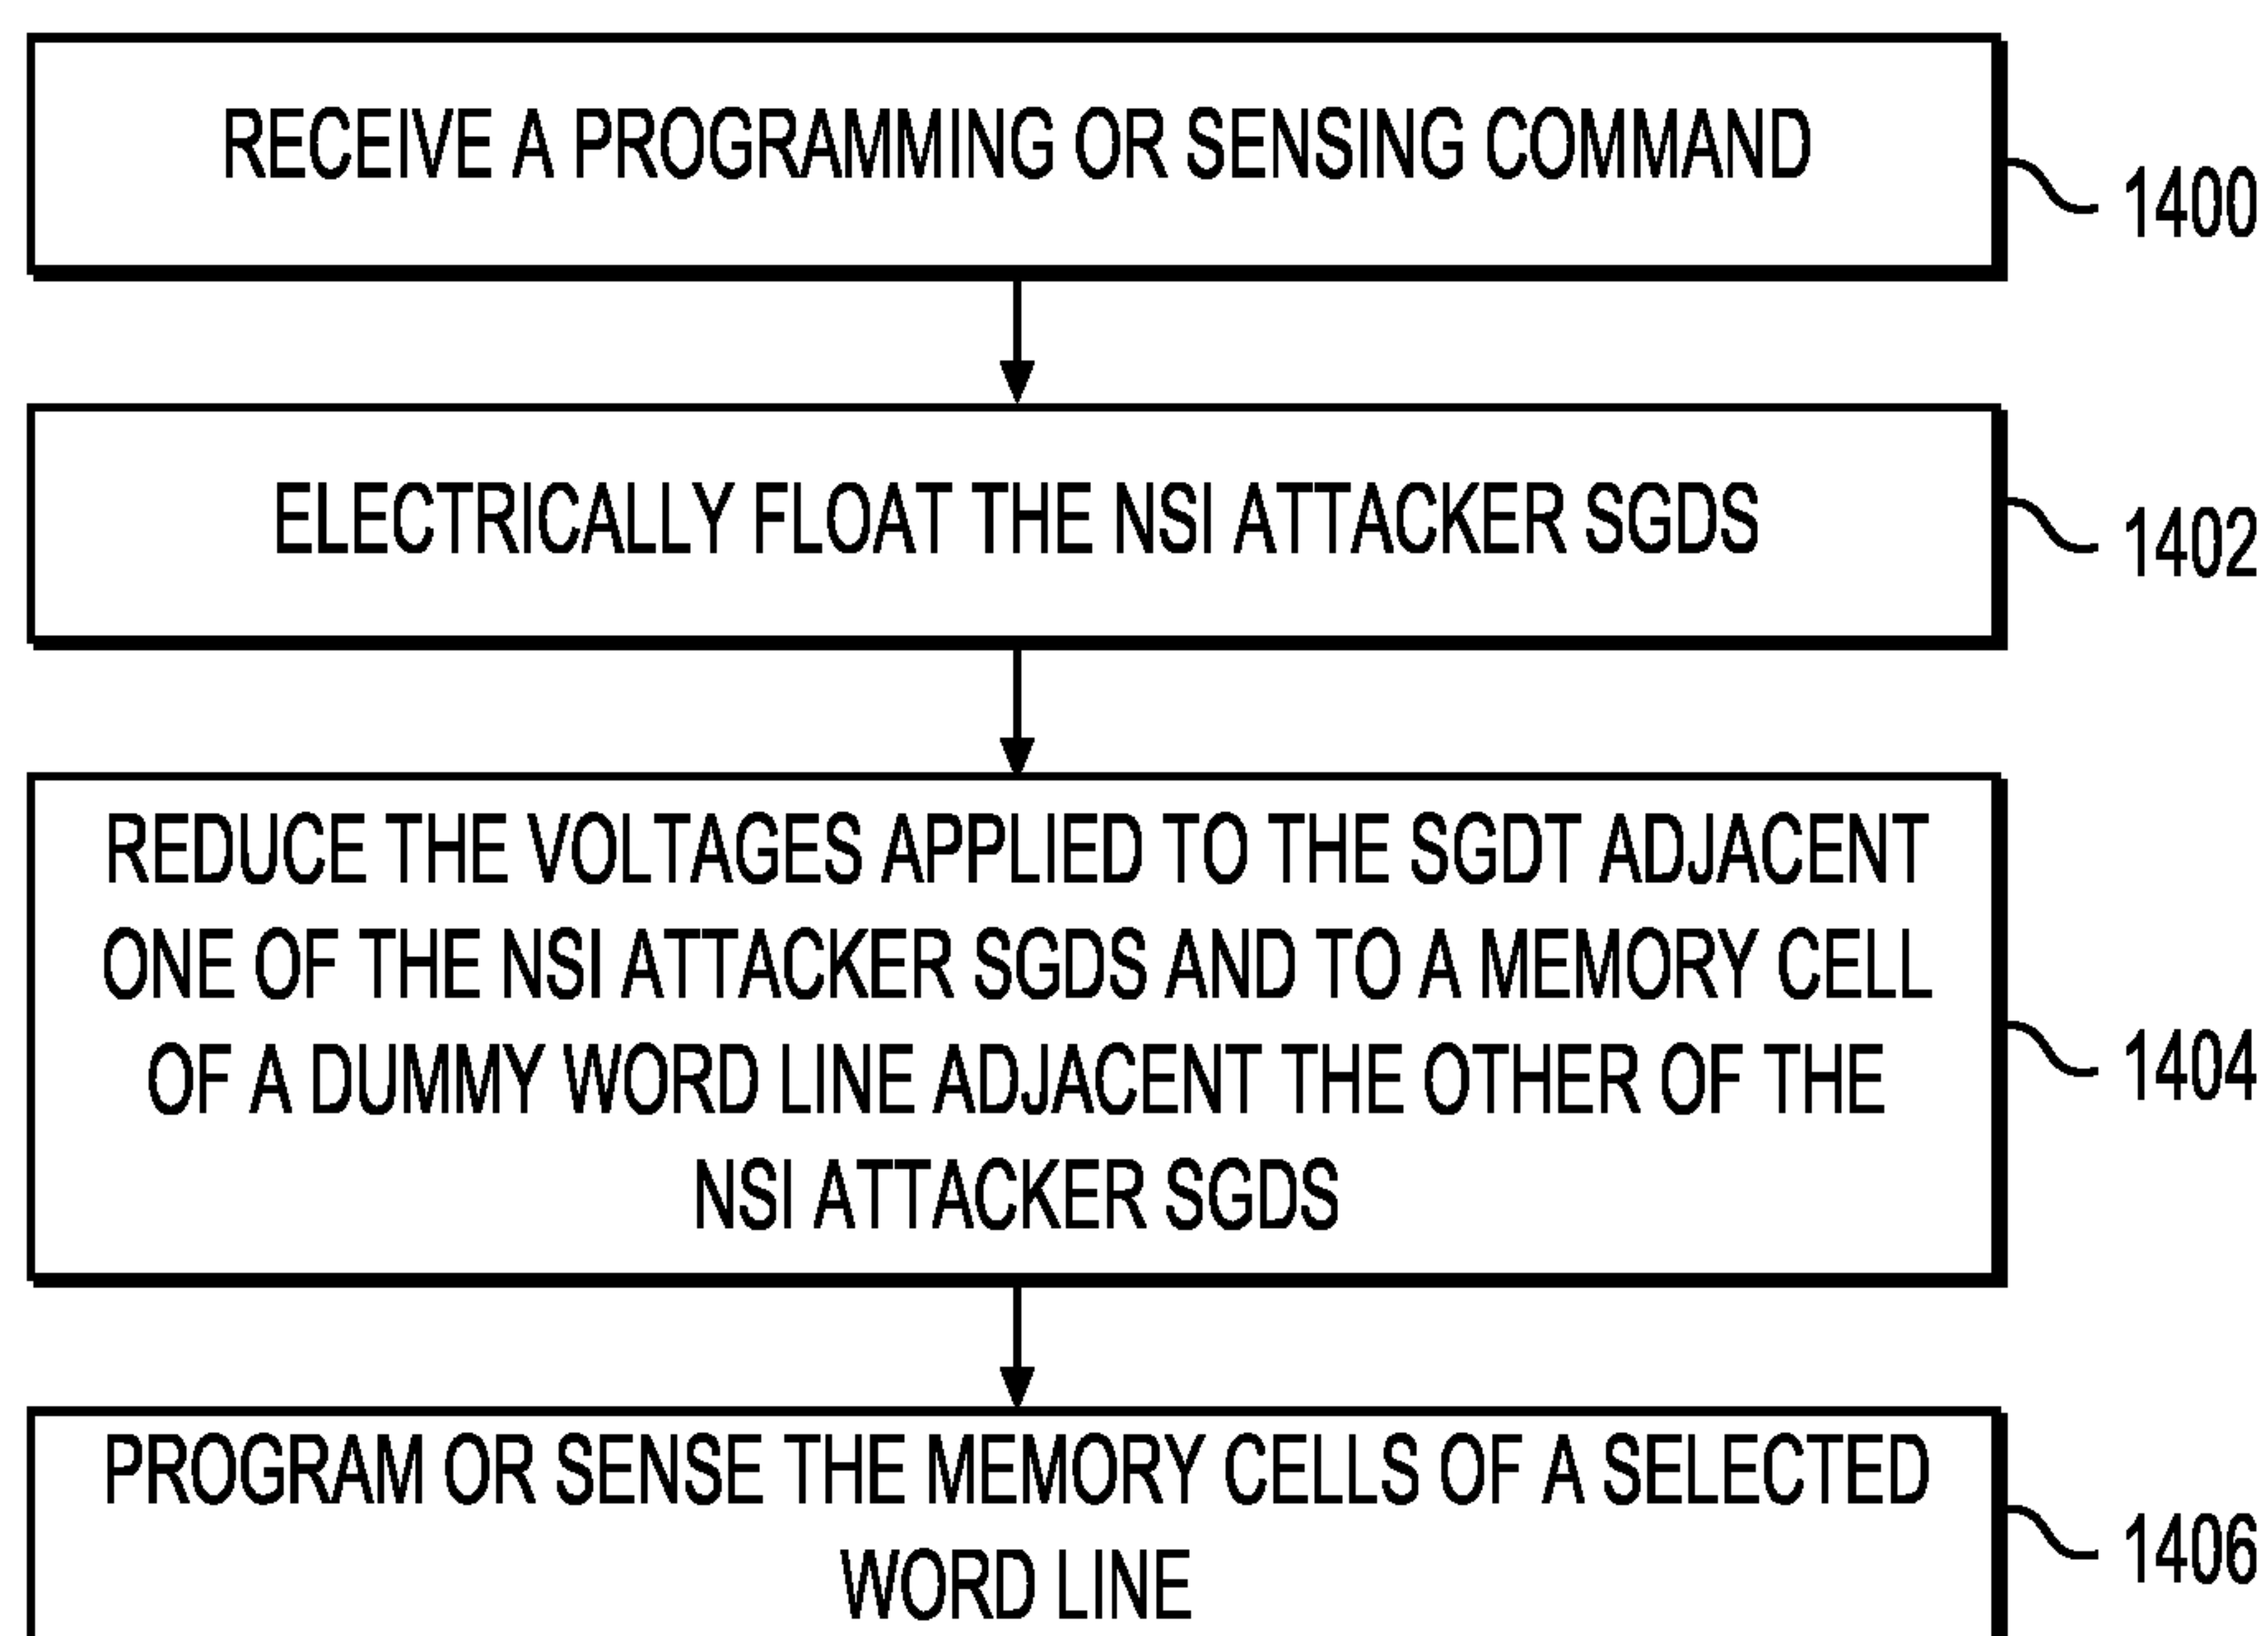 RECEIVE A PROGRAMMING OR SENSING COMMAND
1400
ELECTRICALLY FLOAT THE NSI ATTACKER SGDS
1402
REDUCE THE VOLTAGES APPLIED TO THE SGDT ADJACENT
ONE OF THE NSI ATTACKER SGDS AND TO A MEMORY CELL
OF A DUMMY WORD LINE ADJACENT THE OTHER OF THE
NSI ATTACKER SGDS
1404
PROGRAM OR SENSE THE MEMORY CELLS OF A SELECTED
WORD LINE
1406